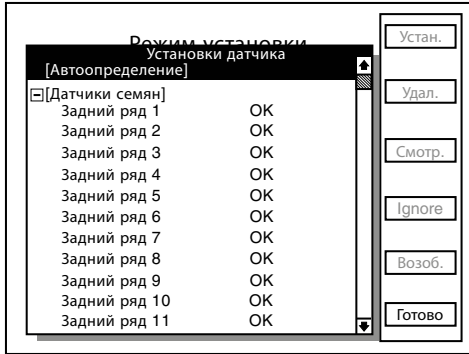 Режим установки
Установки датчика
[Автоопределение]
[Датчики семян]
Задний ряд 1 OK
Задний ряд 2 OK
Задний ряд 3 OK
Задний ряд 4 OK
Задний ряд 5 OK
Задний ряд 6 OK
Задний ряд 7 OK
Задний ряд 8 OK
Задний ряд 9 OK
Задний ряд 10 OK
Задний ряд 11 OK
Устан.
Удал.
Смотр.
Ignore
Возоб.
Готово